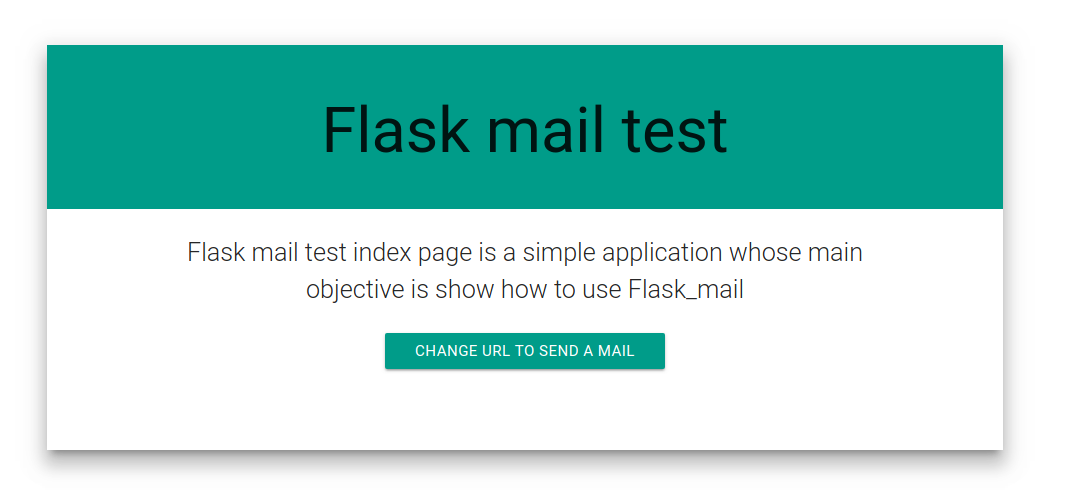 Flask mail test
Flask mail test index page is a simple application whose main
objective is show how to use Flask_mail
CHANGE URL TO SEND A MAIL